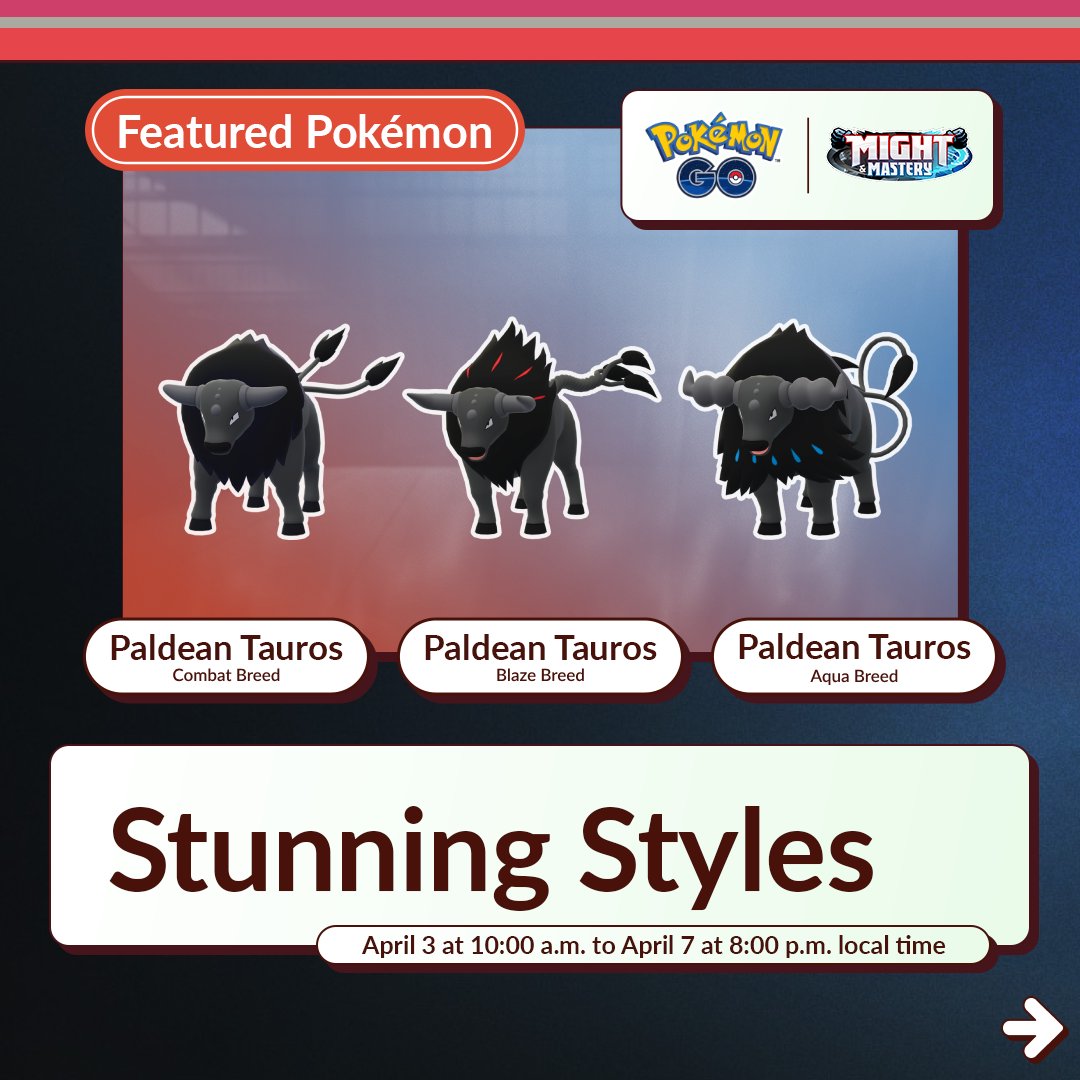 Featured Pokémon
POKÉMON
GO
™
MIGHT
& MASTERY
Paldean Tauros
Combat Breed
Paldean Tauros
Blaze Breed
Paldean Tauros
Aqua Breed
Stunning Styles
April 3 at 10:00 a.m. to April 7 at 8:00 p.m. local time